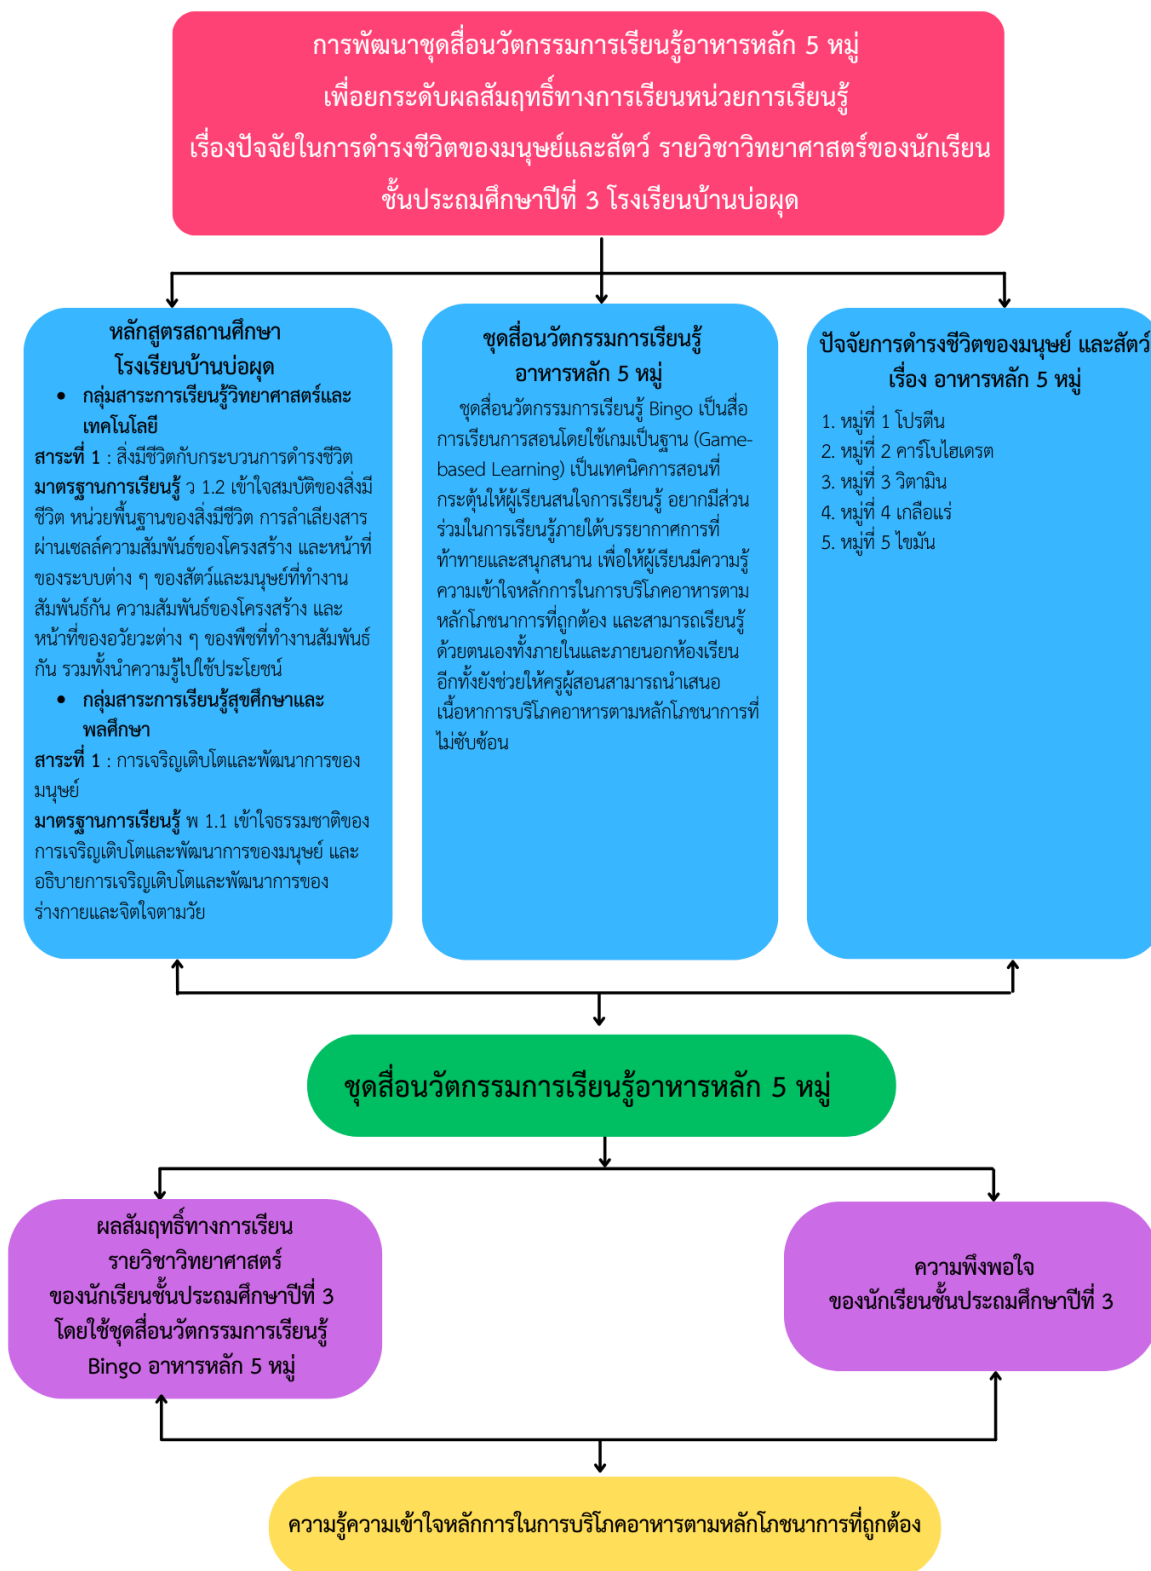 การพัฒนาชุดสื่อนวัตกรรมการเรียนรู้อาหารหลัก 5 หมู่
เพื่อยกระดับผลสัมฤทธิ์ทางการเรียนหน่วยการเรียนรู้
เรื่องปัจจัยในการดำรงชีวิตของมนุษย์และสัตว์ รายวิชาวิทยาศาสตร์ของนักเรียน
ชั้นประถมศึกษาปีที่ 3 โรงเรียนบ้านบ่อผุด
หลักสูตรสถานศึกษา
โรงเรียนบ้านบ่อผุด
• กลุ่มสาระการเรียนรู้วิทยาศาสตร์และ
เทคโนโลยี
สาระที่ 1 : สิ่งมีชีวิตกับกระบวนการดำรงชีวิต
มาตรฐานการเรียนรู้ ว 1.2 เข้าใจสมบัติของสิ่งมี
ชีวิต หน่วยพื้นฐานของสิ่งมีชีวิต การลำเลียงสาร
ผ่านเซลล์ความสัมพันธ์ของโครงสร้าง และหน้าที่
ของระบบต่าง ๆ ของสัตว์และมนุษย์ที่ทำงาน
สัมพันธ์กัน ความสัมพันธ์ของโครงสร้าง และ
หน้าที่ของอวัยวะต่าง ๆ ของพืชที่ทำงานสัมพันธ์
กัน รวมทั้งนำความรู้ไปใช้ประโยชน์
• กลุ่มสาระการเรียนรู้สุขศึกษาและ
พลศึกษา
สาระที่ 1 : การเจริญเติบโตและพัฒนาการของ
มนุษย์
มาตรฐานการเรียนรู้ พ 1.1 เข้าใจธรรมชาติของ
การเจริญเติบโตและพัฒนาการของมนุษย์ และ
อธิบายการเจริญเติบโตและพัฒนาการของ
ร่างกายและจิตใจตามวัย
ชุดสื่อนวัตกรรมการเรียนรู้
อาหารหลัก 5 หมู่
ชุดสื่อนวัตกรรมการเรียนรู้ Bingo เป็นสื่อ
การเรียนการสอนโดยใช้เกมเป็นฐาน (Game-
based Learning) เป็นเทคนิคการสอนที่
กระตุ้นให้ผู้เรียนสนใจการเรียนรู้ อยากมีส่วน
ร่วมในการเรียนรู้ภายใต้บรรยากาศการที่
ท้าทายและสนุกสนาน เพื่อให้ผู้เรียนมีความรู้
ความเข้าใจหลักการในการบริโภคอาหารตาม
หลักโภชนาการที่ถูกต้อง และสามารถเรียนรู้
ด้วยตนเองทั้งภายในและภายนอกห้องเรียน
อีกทั้งยังช่วยให้ครูผู้สอนสามารถนำเสนอ
เนื้อหาการบริโภคอาหารตามหลักโภชนาการที่
ไม่ซับซ้อน
ปัจจัยการดำรงชีวิตของมนุษย์ และสัตว์
เรื่อง อาหารหลัก 5 หมู่
1. หมู่ที่ 1 โปรตีน
2. หมู่ที่ 2 คาร์โบไฮเดรต
3. หมู่ที่ 3 วิตามิน
4. หมู่ที่ 4 เกลือแร่
5. หมู่ที่ 5 ไขมัน
ชุดสื่อนวัตกรรมการเรียนรู้อาหารหลัก 5 หมู่
ผลสัมฤทธิ์ทางการเรียน
รายวิชาวิทยาศาสตร์
ของนักเรียนชั้นประถมศึกษาปีที่ 3
โดยใช้ชุดสื่อนวัตกรรมการเรียนรู้
Bingo อาหารหลัก 5 หมู่
ความพึงพอใจ
ของนักเรียนชั้นประถมศึกษาปีที่ 3
ความรู้ความเข้าใจหลักการในการบริโภคอาหารตามหลักโภชนาการที่ถูกต้อง